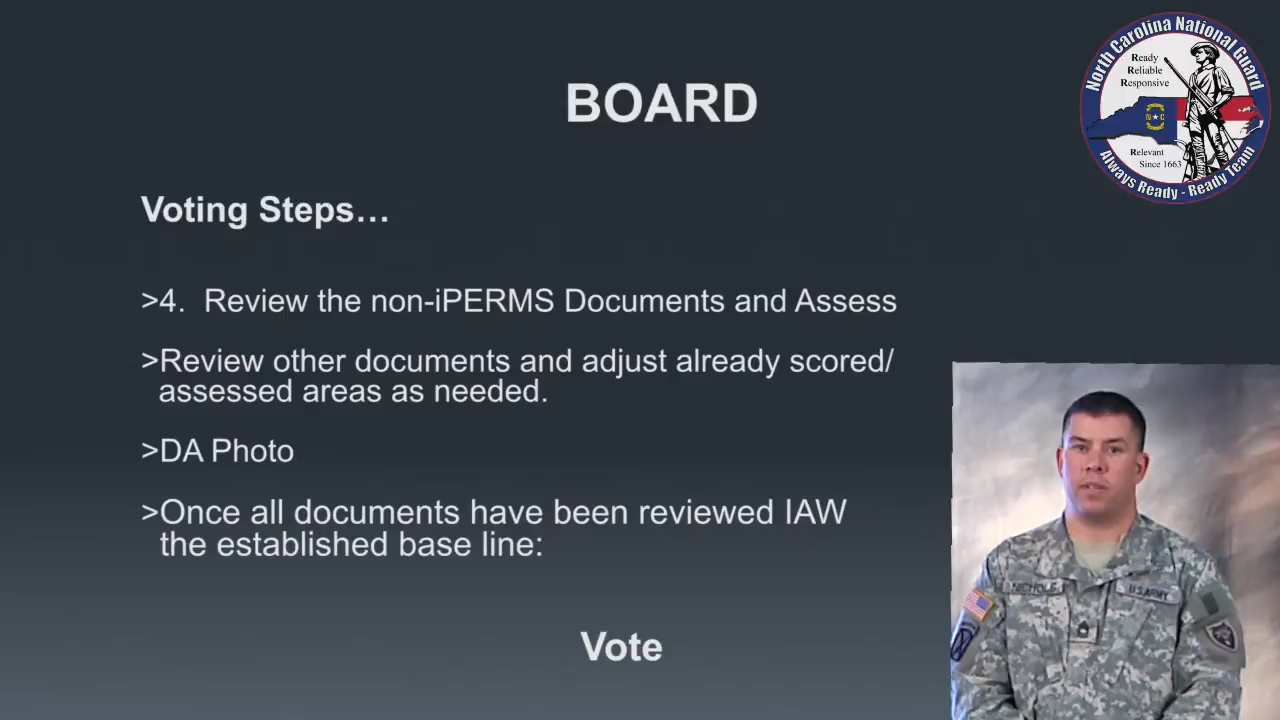 BOARD
North Carolina National Guard
Ready
Reliable
Responsive
N C
Relevant
Since 1663
Always Ready - Ready Team
Voting Steps…
>4. Review the non-iPERMS Documents and Assess
>Review other documents and adjust already scored/
assessed areas as needed.
>DA Photo
>Once all documents have been reviewed IAW
the established base line:
Vote
NICHOLS
U.S. ARMY